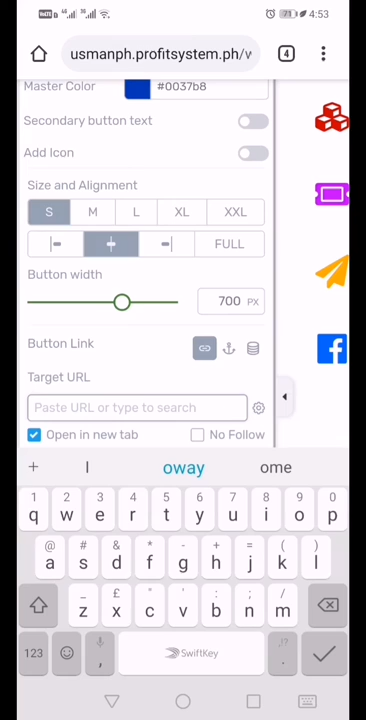 71 4:53
usmanph.profitsystem.ph/v 4
Master Color #0037b8
Secondary button text
Add Icon
Size and Alignment
S M L XL XXL
FULL
Button width
700 PX
Button Link
Target URL
Paste URL or type to search
Open in new tab No Follow
+ I oway ome
1 2 3 4 5 6 7 8 9 0
q w e r t y u i o p
@ # & * - + = ( )
a s d f g h j k l
_ £ " ' : ; /
z x c v b n m
123 , SwiftKey ,!? .